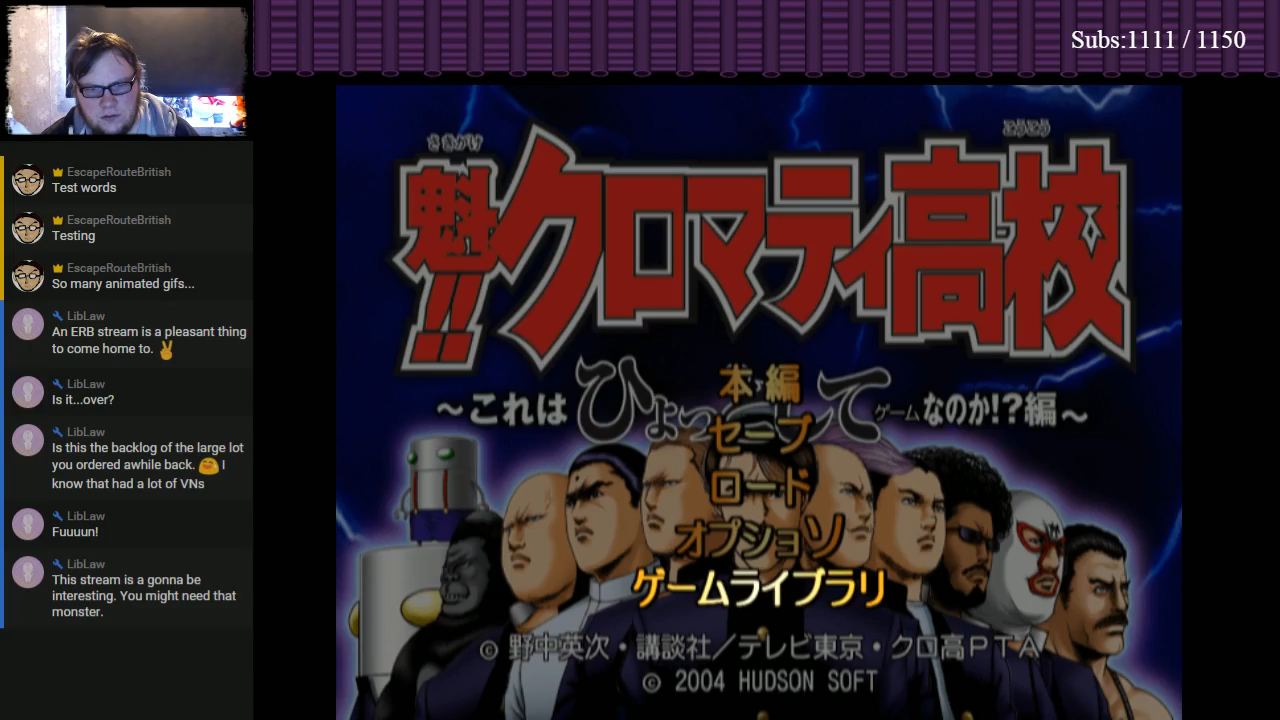 Subs:1111 / 1150
EscapeRouteBritish
Test words
EscapeRouteBritish
Testing
EscapeRouteBritish
So many animated gifs...
LibLaw
An ERB stream is a pleasant thing
to come home to.
LibLaw
Is it...over?
LibLaw
Is this the backlog of the large lot
you ordered awhile back. I
know that had a lot of VNs
LibLaw
Fuuuun!
LibLaw
This stream is a gonna be
interesting. You might need that
monster.
さきがけ
こうこう
魁!!クロマティ高校
～これは ひょっ して ゲームなのか!?編～
本編
セーブ
ロード
オプション
ゲームライブラリ
© 野中英次・講談社／テレビ東京・クロ高PTA
© 2004 HUDSON SOFT